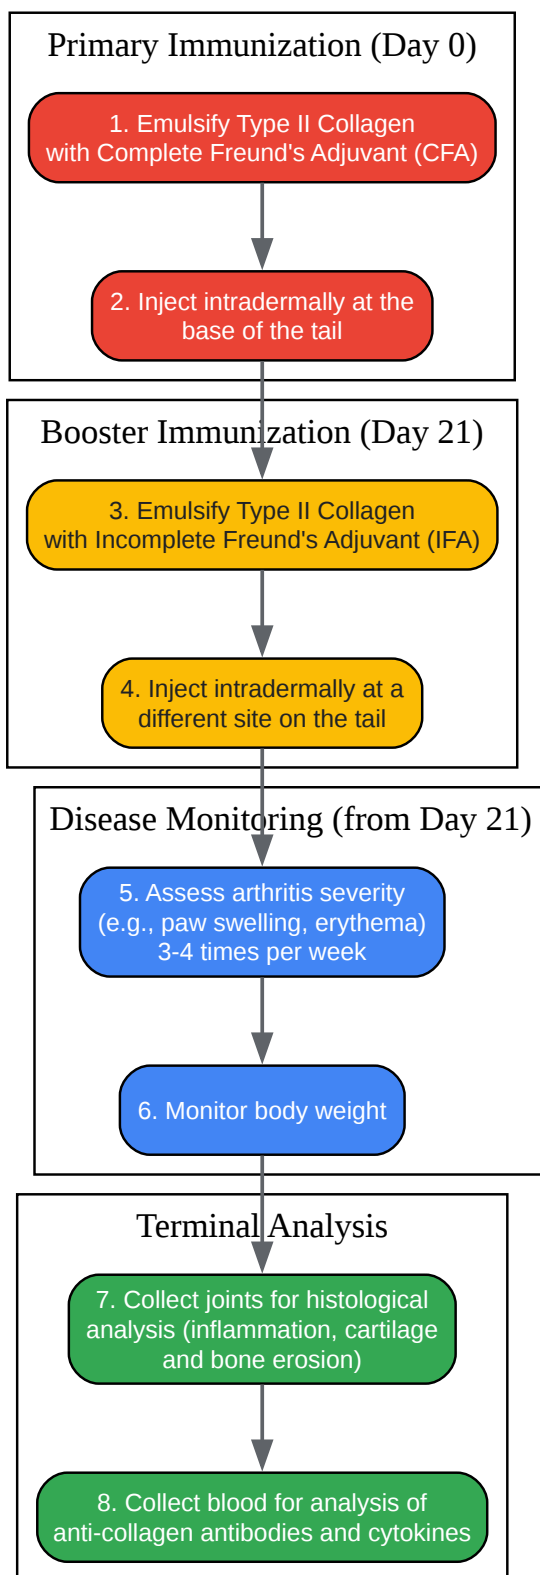 Primary Immunization (Day 0)
1. Emulsify Type II Collagen
with Complete Freund's Adjuvant (CFA)
2. Inject intradermally at the
base of the tail
Booster Immunization (Day 21)
3. Emulsify Type II Collagen
with Incomplete Freund's Adjuvant (IFA)
4. Inject intradermally at a
different site on the tail
Disease Monitoring (from Day 21)
5. Assess arthritis severity
(e.g., paw swelling, erythema)
3-4 times per week
6. Monitor body weight
Terminal Analysis
7. Collect joints for histological
analysis (inflammation, cartilage
and bone erosion)
8. Collect blood for analysis of
anti-collagen antibodies and cytokines